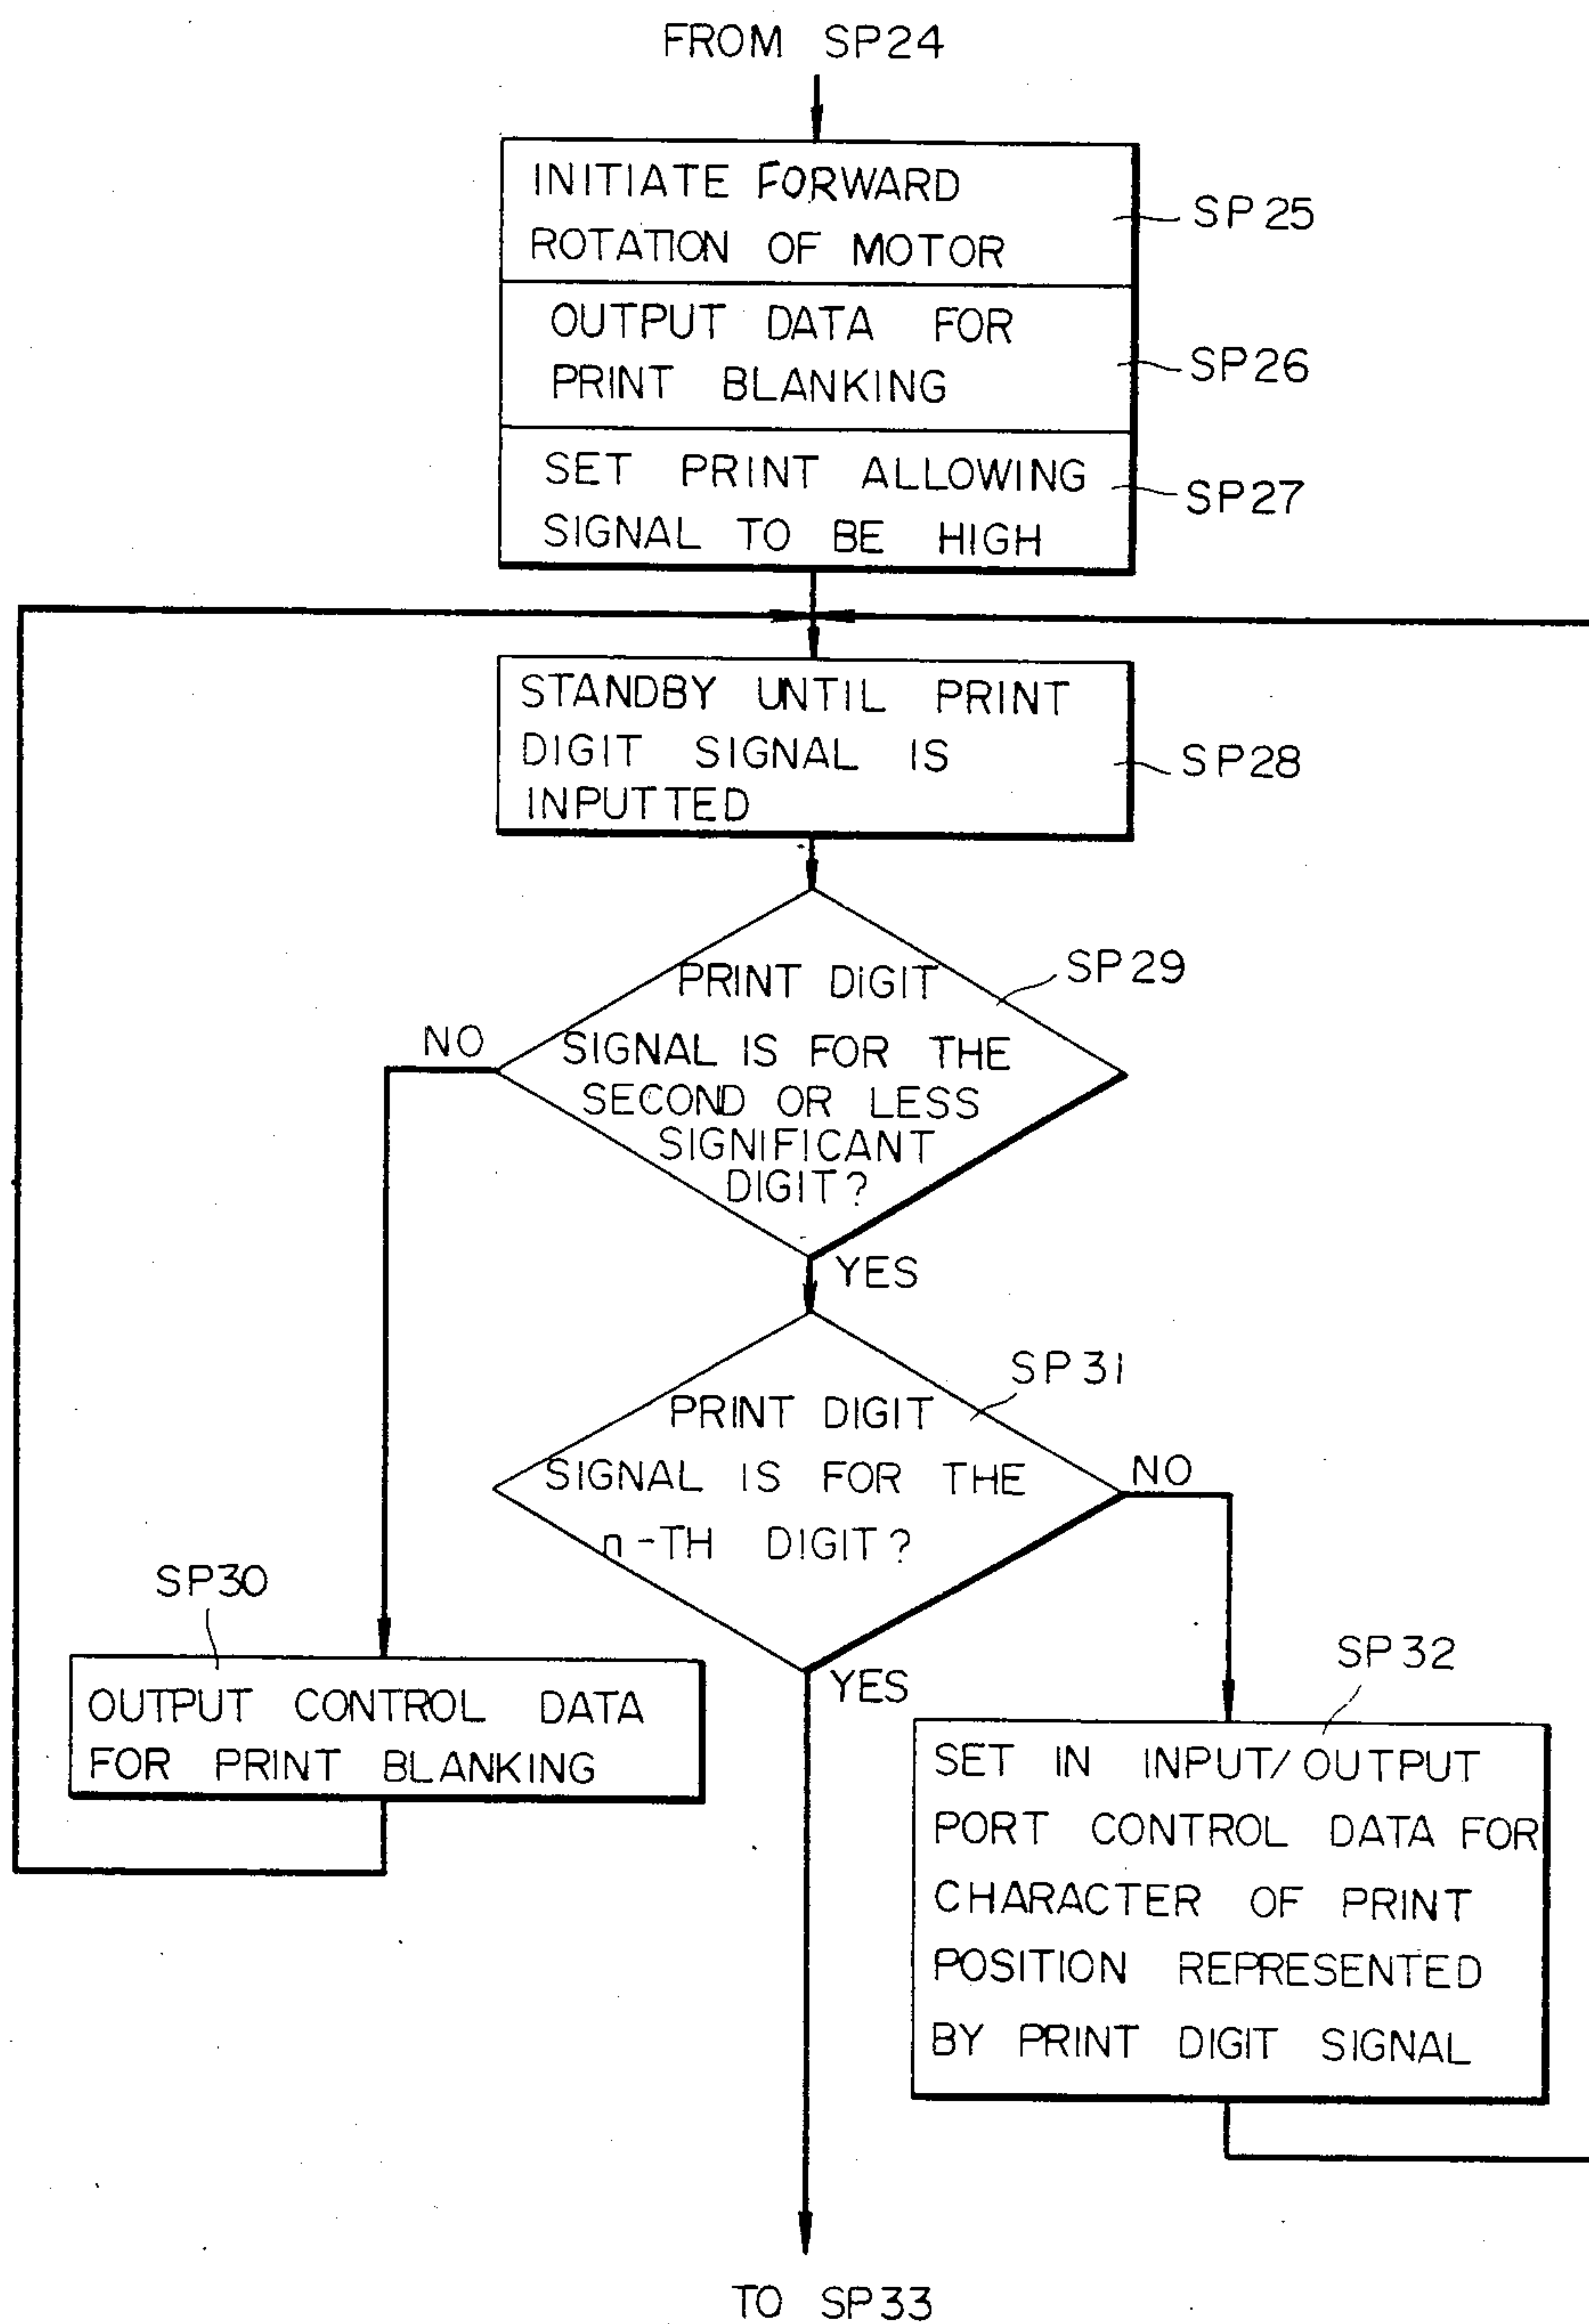 FROM SP24
INITIATE FORWARD
ROTATION OF MOTOR
SP25
OUTPUT DATA FOR
PRINT BLANKING
SP26
SET PRINT ALLOWING
SIGNAL TO BE HIGH
SP27
STANDBY UNTIL PRINT
DIGIT SIGNAL IS
INPUTTED
SP28
PRINT DIGIT
SIGNAL IS FOR THE
SECOND OR LESS
SIGNIFICANT
DIGIT?
SP29
NO
YES
PRINT DIGIT
SIGNAL IS FOR THE
n-TH DIGIT?
SP31
NO
YES
SP30
OUTPUT CONTROL DATA
FOR PRINT BLANKING
SP32
SET IN INPUT/OUTPUT
PORT CONTROL DATA FOR
CHARACTER OF PRINT
POSITION REPRESENTED
BY PRINT DIGIT SIGNAL
TO SP33